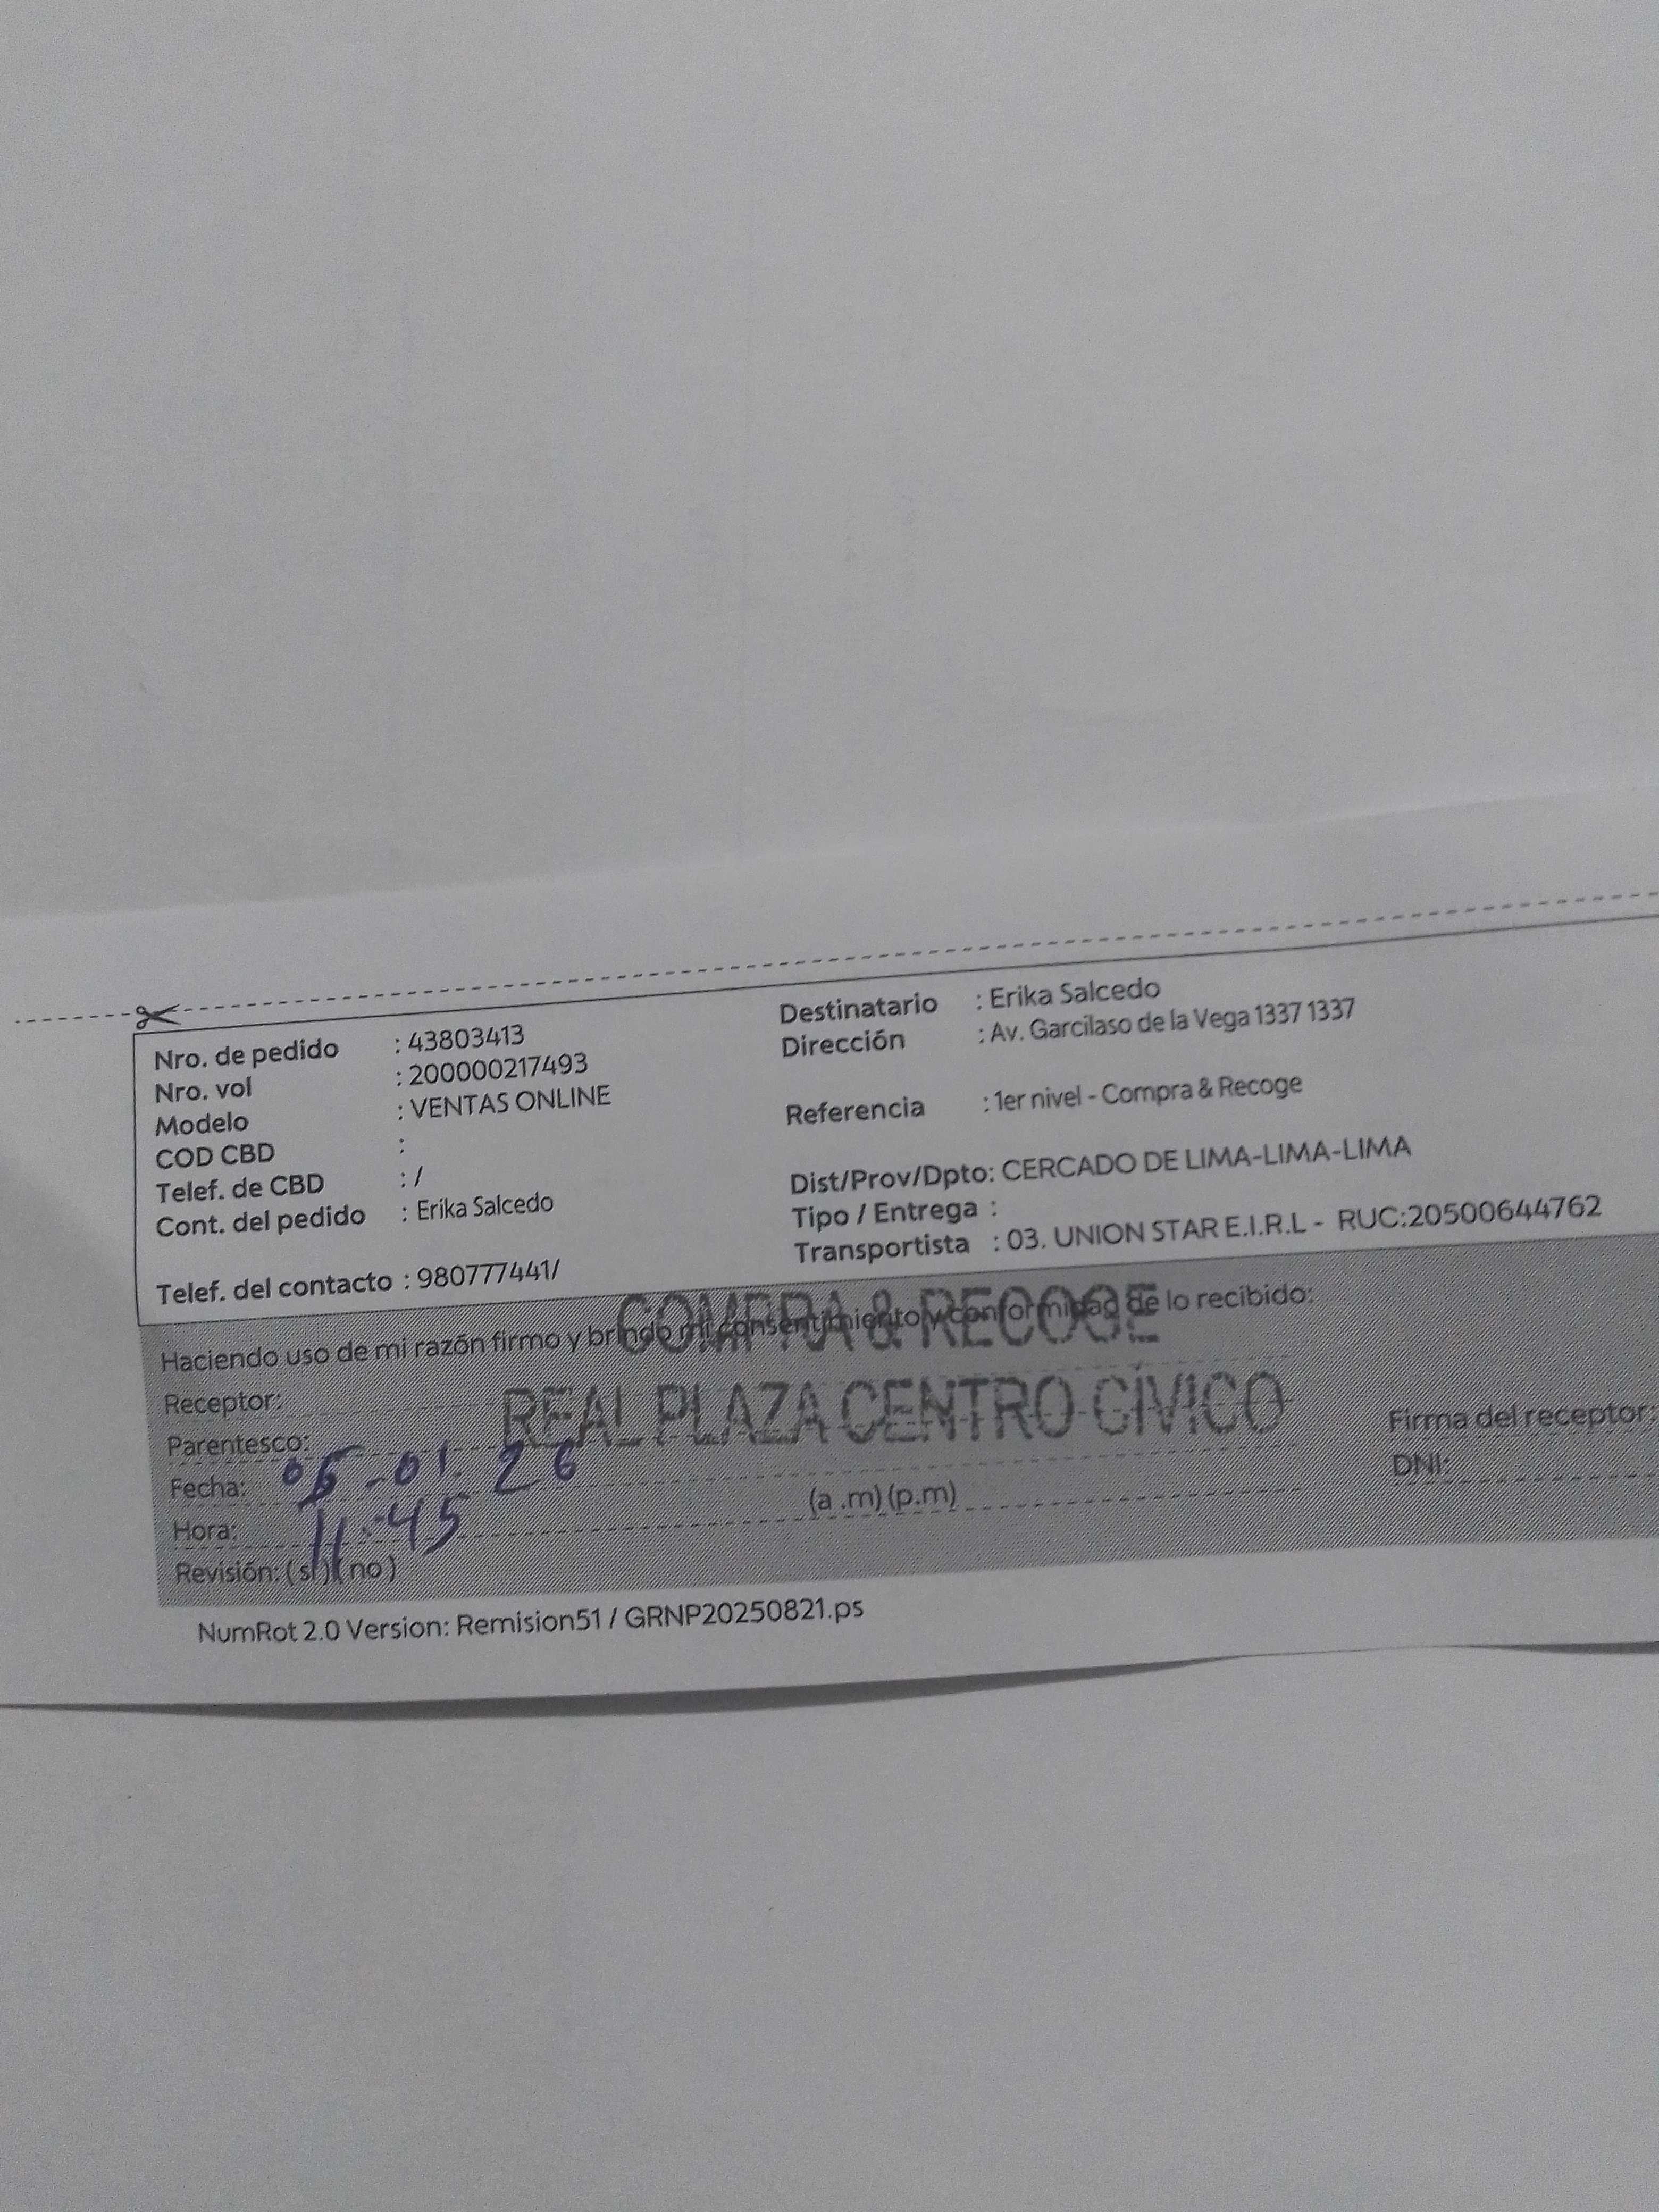 Nro. de pedido : 43803413
Nro. vol : 200000217493
Modelo : VENTAS ONLINE
COD CBD :
Telef. de CBD : /
Cont. del pedido : Erika Salcedo
Telef. del contacto : 980777441/
Destinatario : Erika Salcedo
Dirección : Av. Garcilaso de la Vega 1337 1337
Referencia : 1er nivel - Compra & Recoge
Dist/Prov/Dpto: CERCADO DE LIMA-LIMA-LIMA
Tipo / Entrega :
Transportista : 03. UNION STAR E.I.R.L - RUC:20500644762
Haciendo uso de mi razón firmo y brindo mi consentimiento y conformidad de lo recibido:
COMPRA & RECOGE
REAL PLAZA CENTRO CÍVICO
Receptor:
Parentesco:
Fecha: 05-01. 26
Hora: 11:45 (a .m) (p.m)
Revisión: (si) (no)
Firma del receptor:
DNI:
NumRot 2.0 Version: Remision51 / GRNP20250821.ps